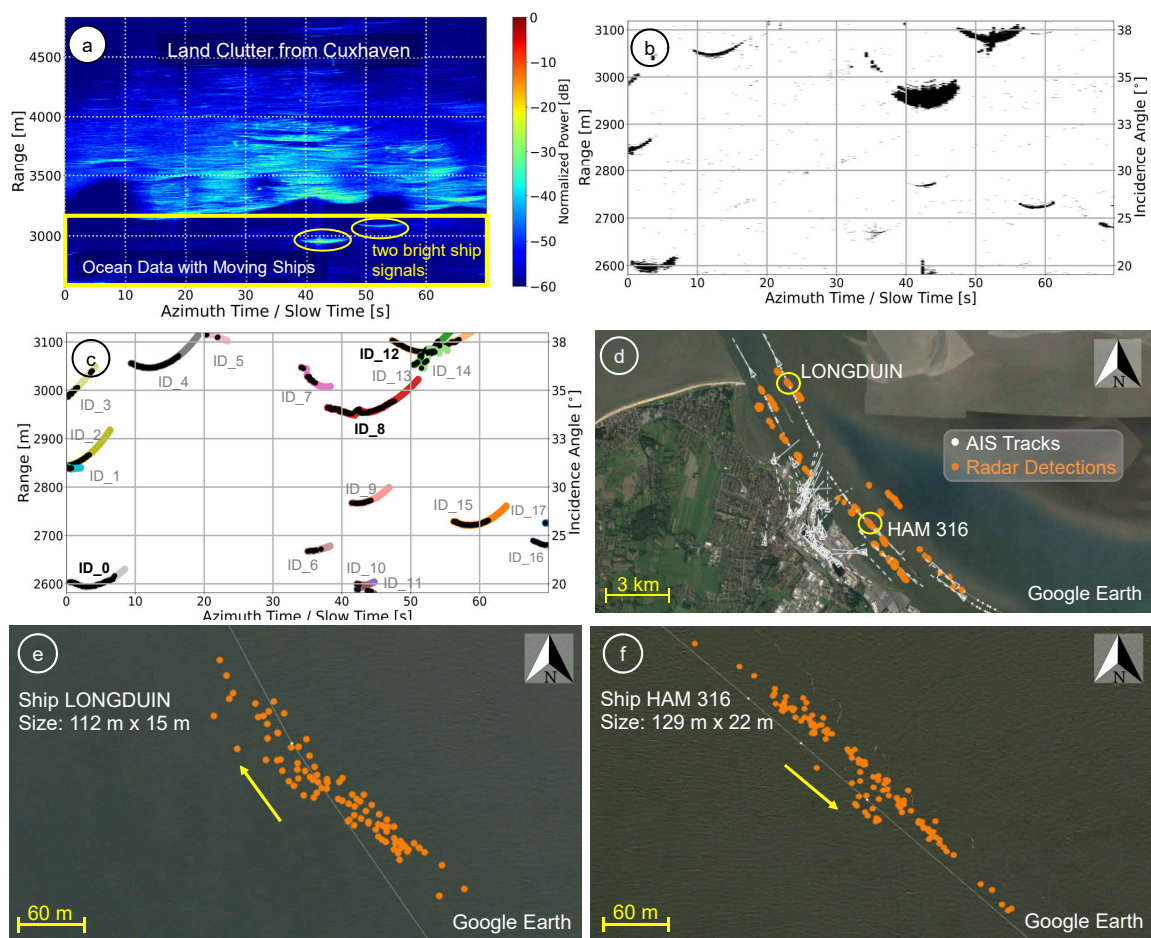 a
Land Clutter from Cuxhaven
4500
4000
3500
3000
Range [m]
Ocean Data with Moving Ships
two bright ship
signals
0 10 20 30 40 50 60
Azimuth Time / Slow Time [s]
0
−10
−20
−30
−40
−50
−60
Normalized Power [dB]
b
3100
3000
2900
2800
2700
2600
Range [m]
38
35
33
30
25
20
Incidence Angle [°]
0 10 20 30 40 50 60
Azimuth Time / Slow Time [s]
c
3100
3000
2900
2800
2700
2600
Range [m]
ID_12
ID_5
ID_4
ID_13
ID_14
ID_3
ID_7
ID_8
ID_2
ID_1
ID_9
ID_15
ID_17
ID_6
ID_16
ID_0
ID_10
ID_11
38
35
33
30
25
20
Incidence Angle [°]
0 10 20 30 40 50 60
Azimuth Time / Slow Time [s]
d
N
LONGDUIN
AIS Tracks
Radar Detections
HAM 316
3 km
Google Earth
e
N
Ship LONGDUIN
Size: 112 m x 15 m
60 m
Google Earth
f
N
Ship HAM 316
Size: 129 m x 22 m
60 m
Google Earth